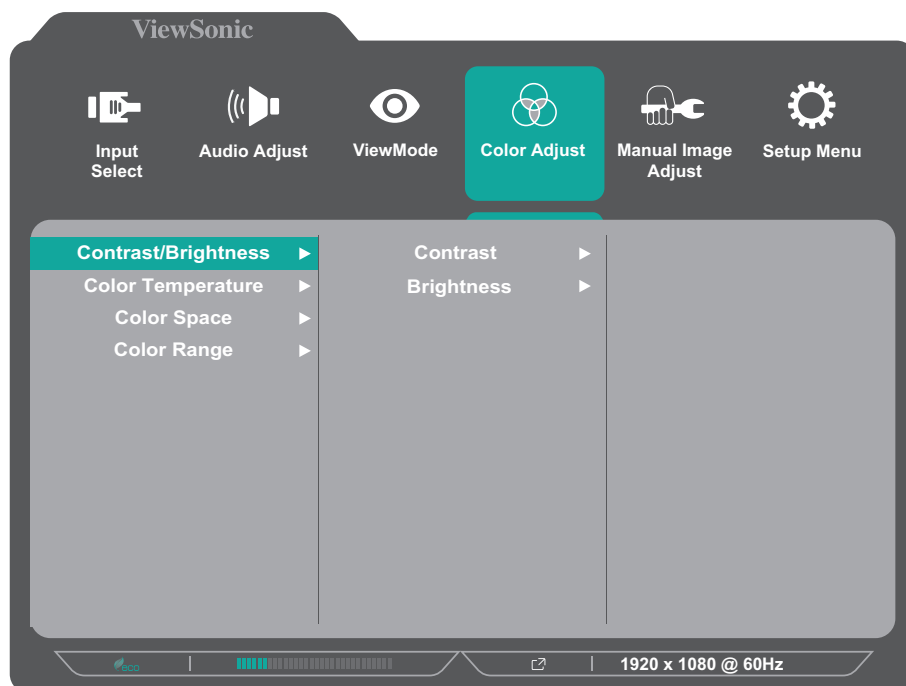 ViewSonic
Input Select
Audio Adjust
ViewMode
Color Adjust
Manual Image Adjust
Setup Menu
Contrast/Brightness
Contrast
Color Temperature
Brightness
Color Space
Color Range
eco
1920 x 1080 @ 60Hz